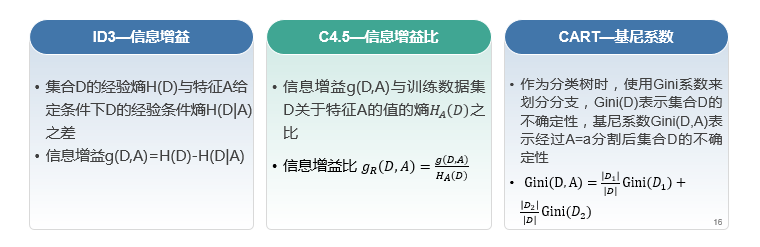 ID3—信息增益
• 集合D的经验熵H(D)与特征A给
定条件下D的经验条件熵H(D|A)
之差
• 信息增益g(D,A)=H(D)-H(D|A)
C4.5—信息增益比
• 信息增益g(D,A)与训练数据集
D关于特征A的值的熵$H_A(D)$之
比
• 信息增益比 $g_R(D,A)=\frac{g(D,A)}{H_A(D)}$
CART—基尼系数
• 作为分类树时，使用Gini系数来
划分分支，Gini(D)表示集合D的
不确定性，基尼系数Gini(D,A)表
示经过A=a分割后集合D的不确
定性
• $\text{Gini(D, A)}=\frac{|D_1|}{|D|}\text{Gini}(D_1)+$
$\frac{|D_2|}{|D|}\text{Gini}(D_2)$
16